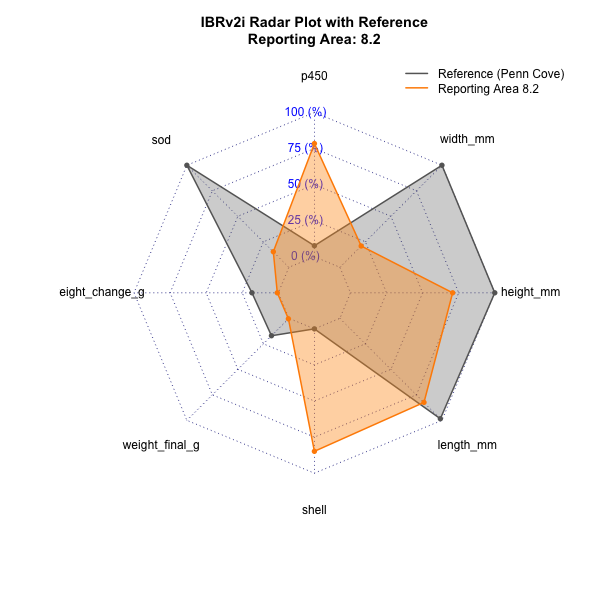 IBRv2i Radar Plot with Reference
Reporting Area: 8.2
p450
Reference (Penn Cove)
Reporting Area 8.2
100 (%)
sod
width_mm
75 (%)
50 (%)
25 (%)
0 (%)
eight_change_g
height_mm
weight_final_g
length_mm
shell